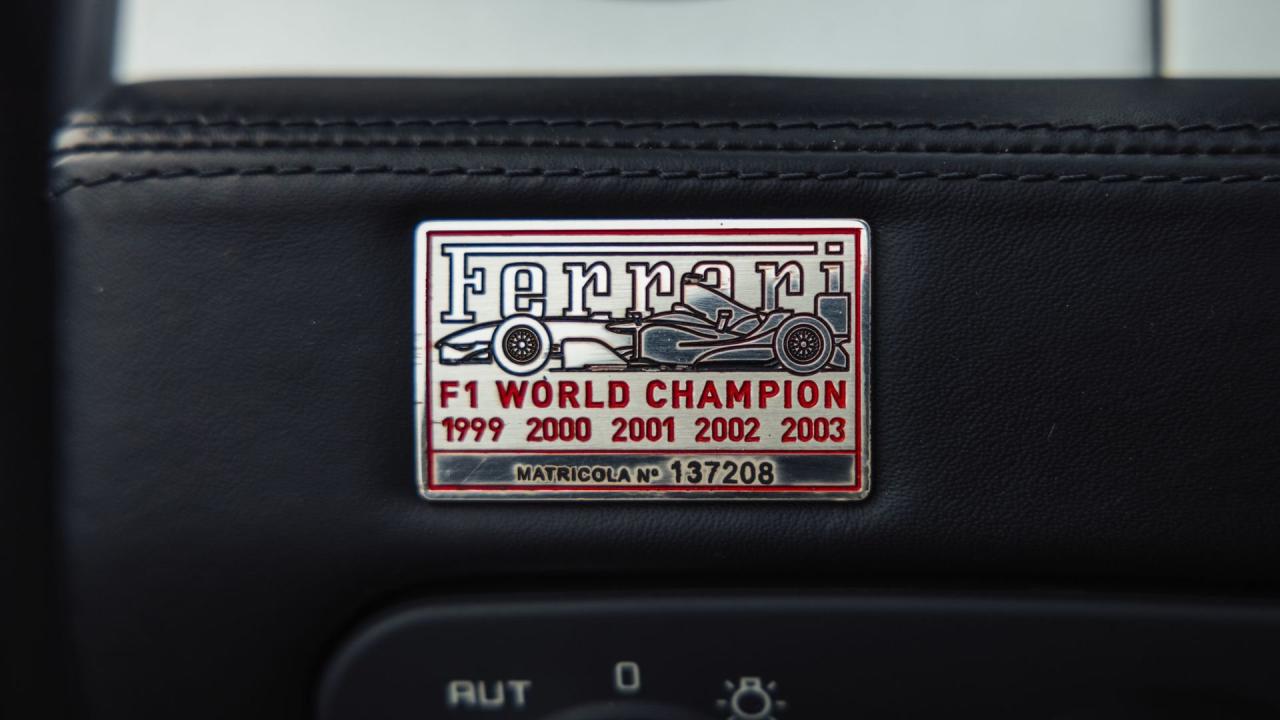 Ferrari
F1 WORLD CHAMPION
1999 2000 2001 2002 2003
MATRICOLA Nº 137208
AUT 0